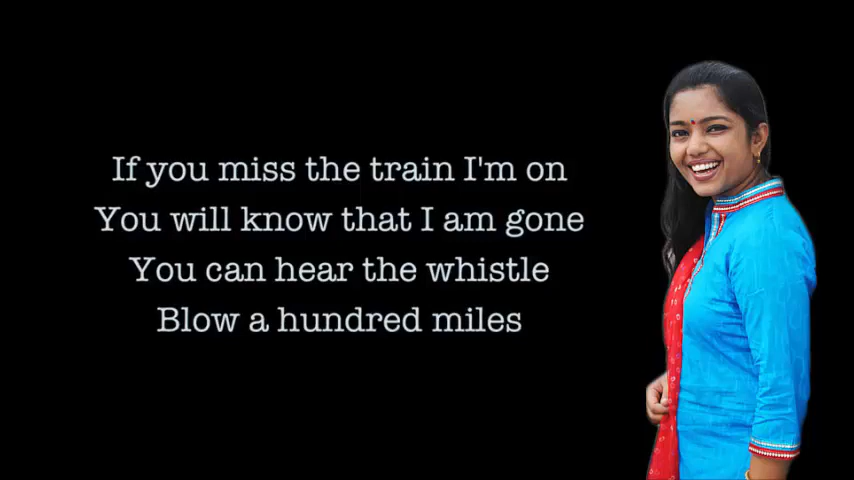 If you miss the train I'm on
You will know that I am gone
You can hear the whistle
Blow a hundred miles